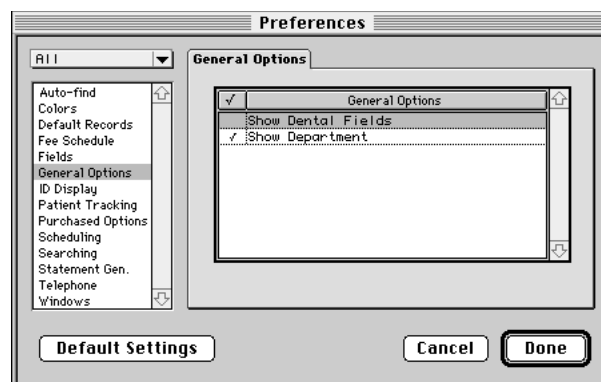 Preferences
All
General Options
Auto-find
Colors
Default Records
Fee Schedule
Fields
General Options
ID Display
Patient Tracking
Purchased Options
Scheduling
Searching
Statement Gen.
Telephone
Windows
✓ General Options
Show Dental Fields
✓ Show Department
Default Settings
Cancel
Done